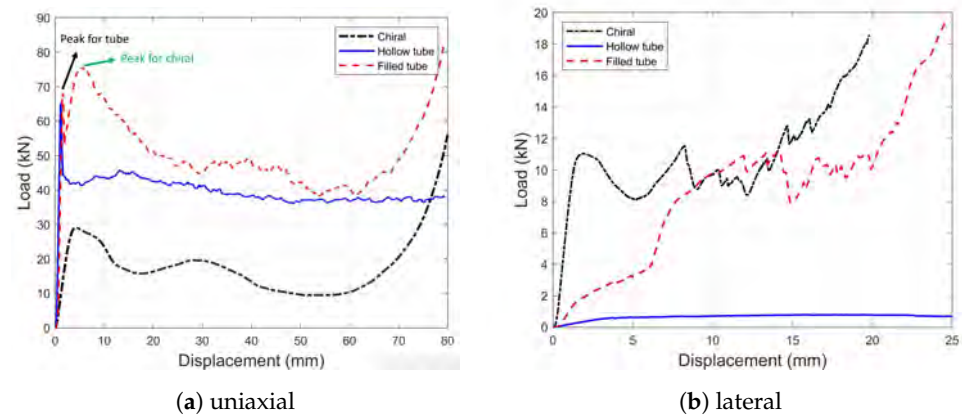 90
80
70
60
50
40
30
20
10
0
Load (kN)
Peak for tube
Peak for chiral
Chiral
Hollow tube
Filled tube
0 10 20 30 40 50 60 70 80
Displacement (mm)
(a) uniaxial
20
18
16
14
12
10
8
6
4
2
0
Load (kN)
Chiral
Hollow tube
Filled tube
0 5 10 15 20 25
Displacement (mm)
(b) lateral